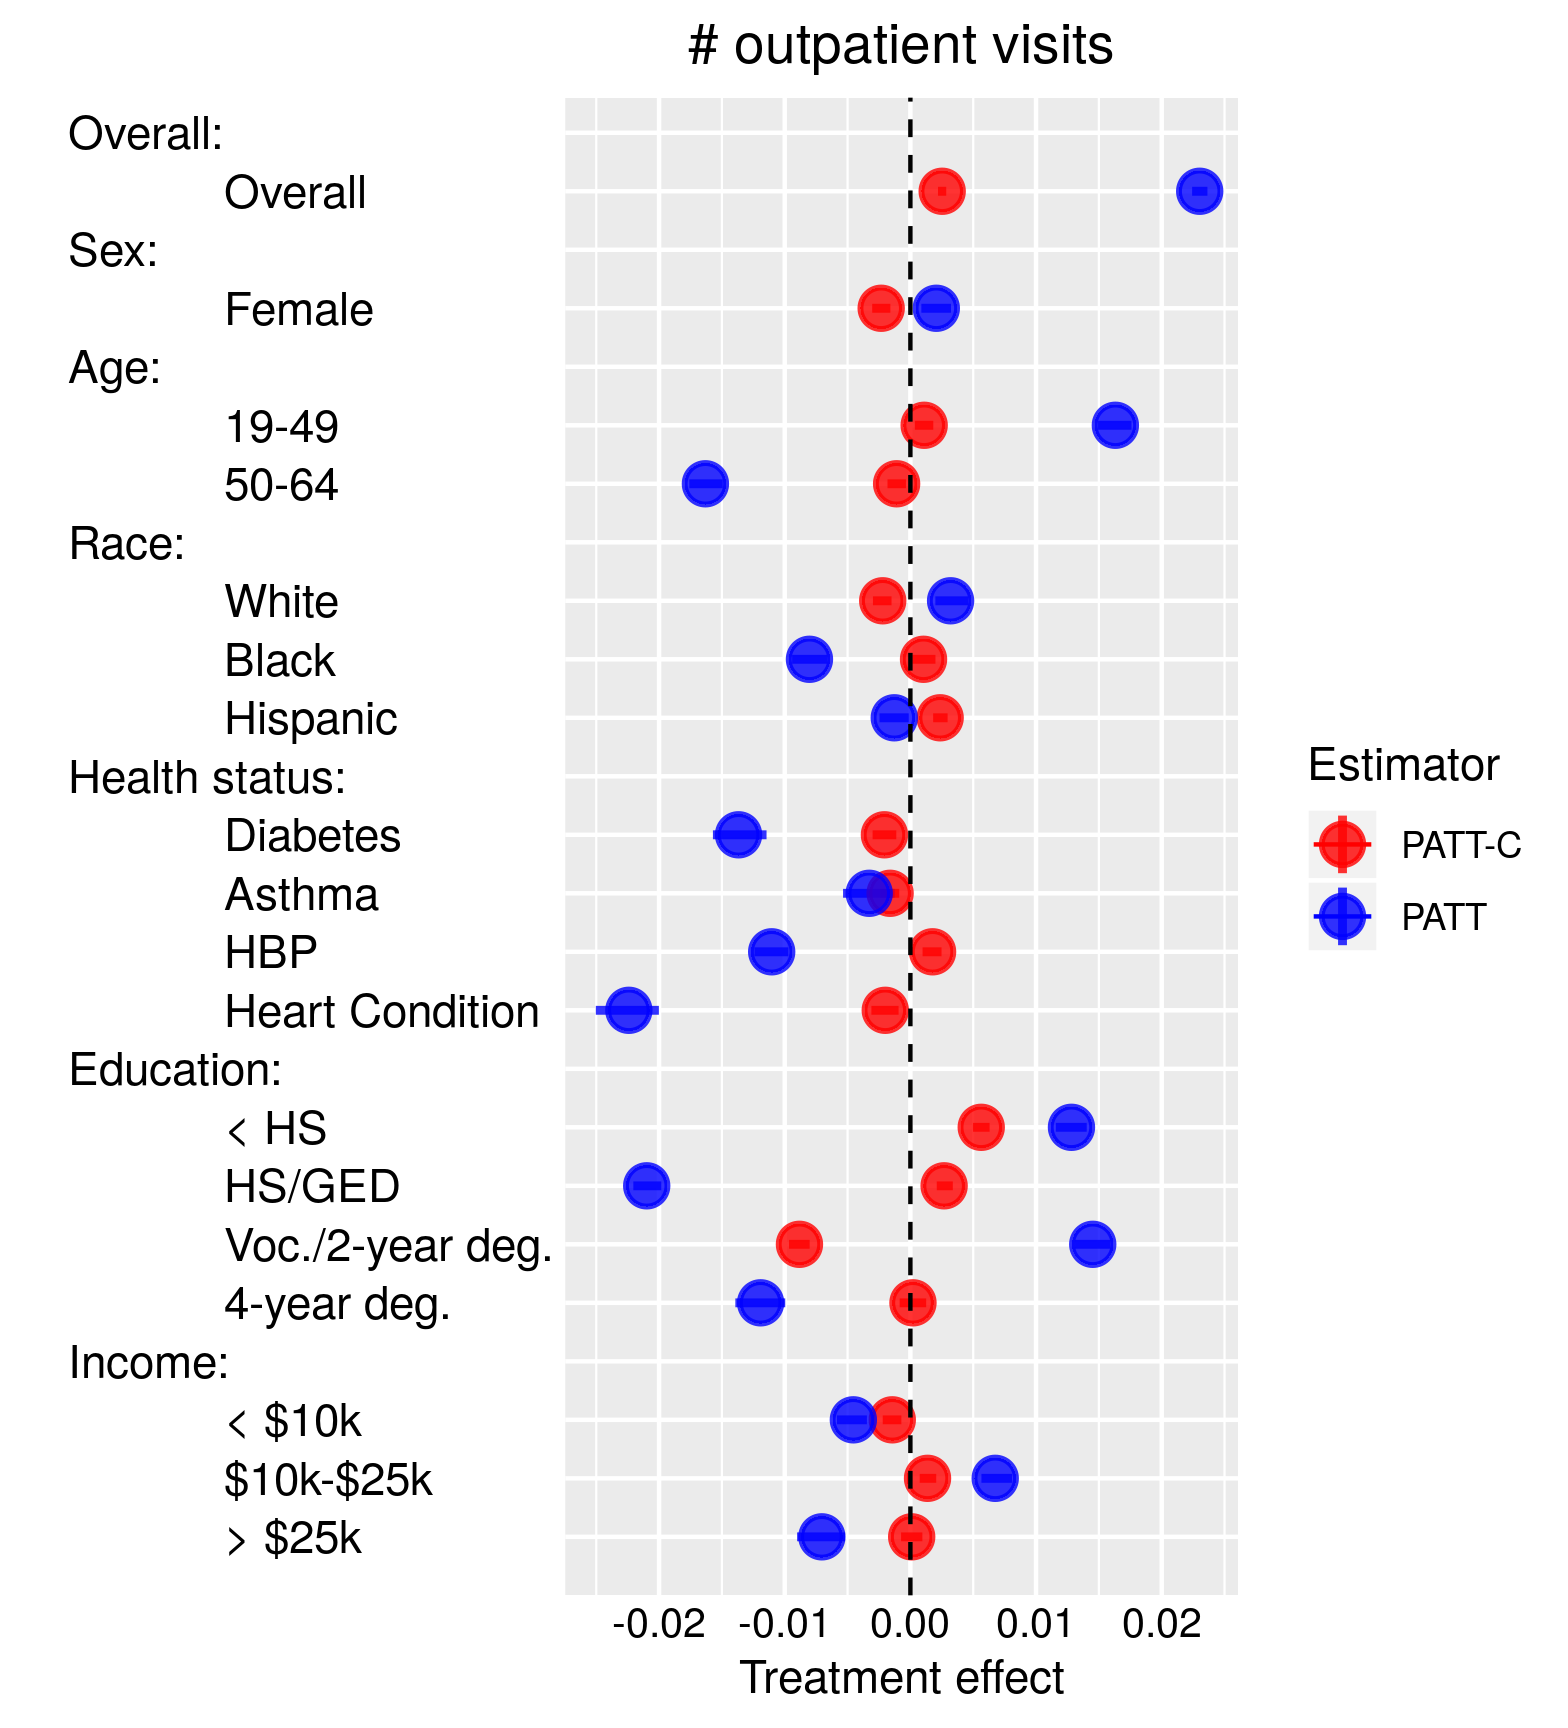 # outpatient visits
Overall:
Overall
Sex:
Female
Age:
19-49
50-64
Race:
White
Black
Hispanic
Health status:
Diabetes
Asthma
HBP
Heart Condition
Education:
< HS
HS/GED
Voc./2-year deg.
4-year deg.
Income:
< $10k
$10k-$25k
> $25k
-0.02 -0.01 0.00 0.01 0.02
Treatment effect
Estimator
PATT-C
PATT